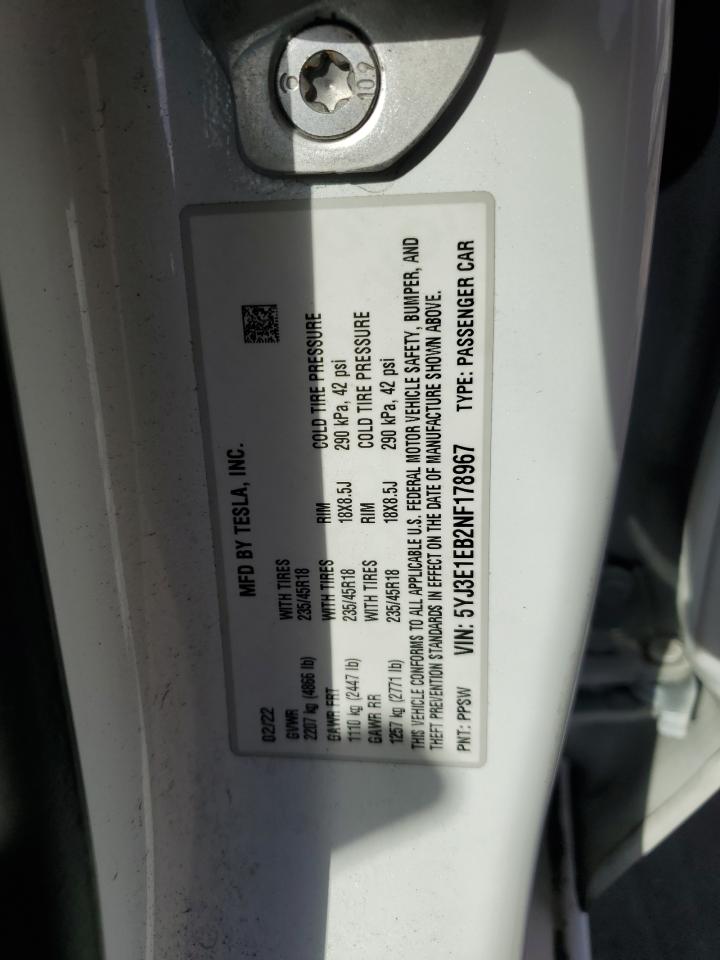 6 10.9
MFD BY TESLA, INC.
02/22
GVWR WITH TIRES
2207 kg (4866 lb) 235/45R18
GAWR FRT WITH TIRES RIM COLD TIRE PRESSURE
1110 kg (2447 lb) 235/45R18 18X8.5J 290 kPa, 42 psi
GAWR RR WITH TIRES RIM COLD TIRE PRESSURE
1257 kg (2771 lb) 235/45R18 18X8.5J 290 kPa, 42 psi
THIS VEHICLE CONFORMS TO ALL APPLICABLE U.S. FEDERAL MOTOR VEHICLE SAFETY, BUMPER, AND
THEFT PREVENTION STANDARDS IN EFFECT ON THE DATE OF MANUFACTURE SHOWN ABOVE.
PNT: PPSW VIN: 5YJ3E1EB2NF178967 TYPE: PASSENGER CAR